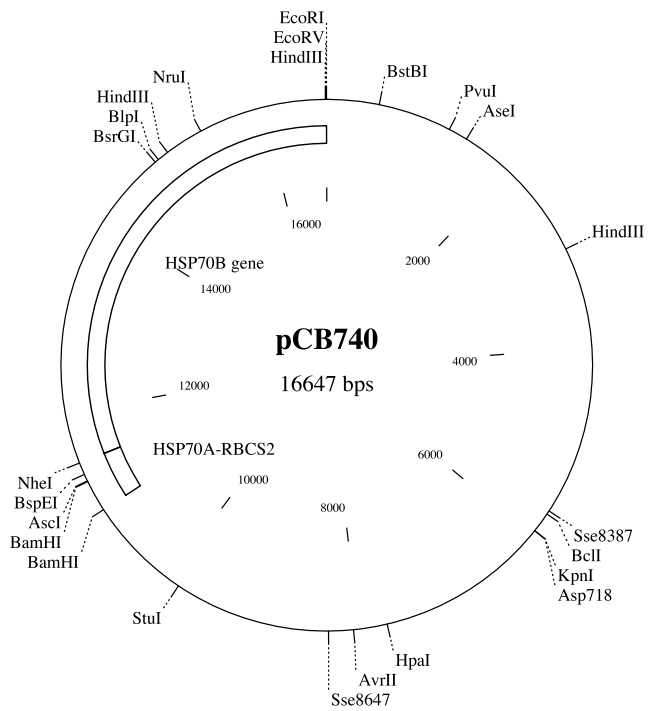 EcoRI
EcoRV
HindIII
BstBI
NruI
PvuI
HindIII
AseI
BlpI
BsrGI
16000
HindIII
2000
HSP70B gene
14000
pCB740
4000
16647 bps
12000
HSP70A-RBCS2
6000
10000
NheI
BspEI
8000
AscI
Sse8387
BamHI
BclI
BamHI
KpnI
Asp718
StuI
HpaI
AvrII
Sse8647